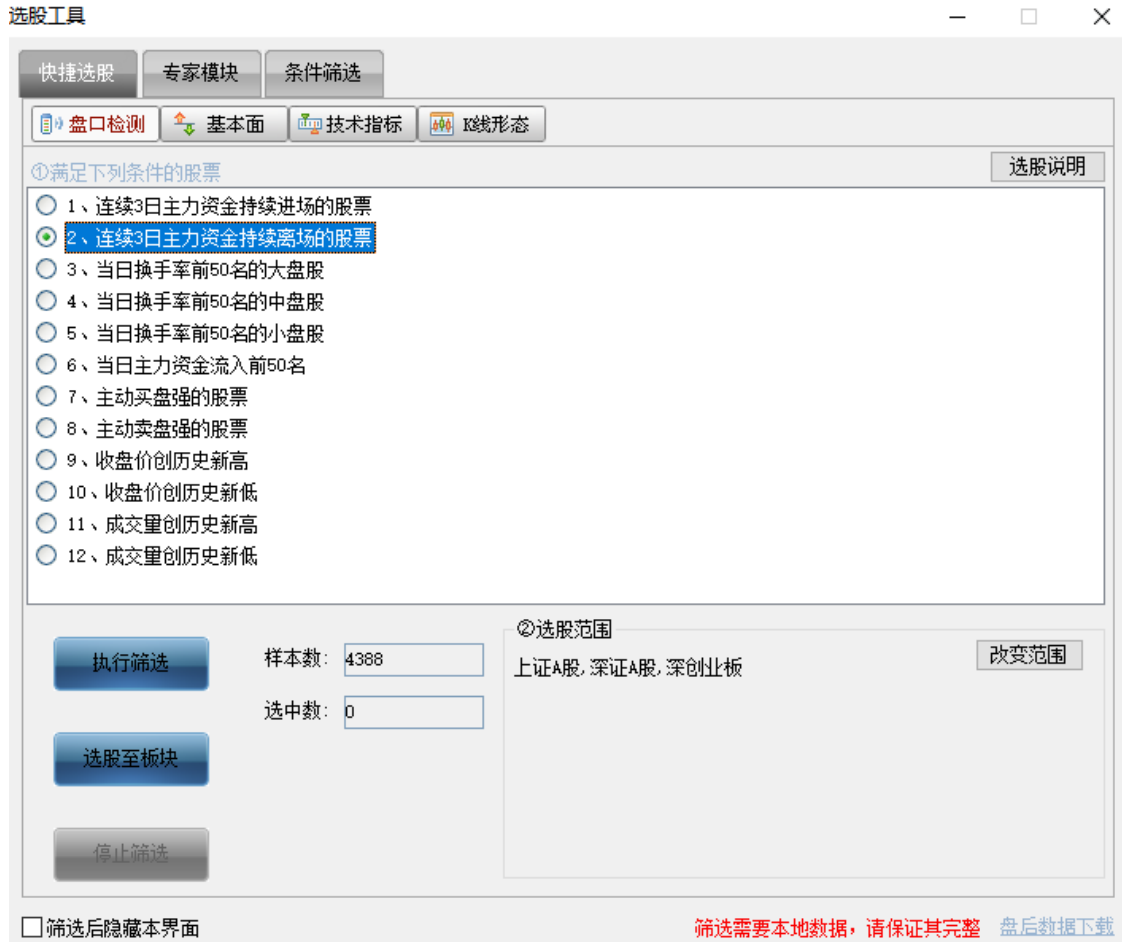 选股工具
快捷选股 专家模块 条件筛选
盘口检测 基本面 技术指标 K线形态
①满足下列条件的股票 选股说明
1、连续3日主力资金持续进场的股票
2、连续3日主力资金持续离场的股票
3、当日换手率前50名的大盘股
4、当日换手率前50名的中盘股
5、当日换手率前50名的小盘股
6、当日主力资金流入前50名
7、主动买盘强的股票
8、主动卖盘强的股票
9、收盘价创历史新高
10、收盘价创历史新低
11、成交量创历史新高
12、成交量创历史新低
②选股范围
执行筛选 样本数: 4388 上证A股,深证A股,深创业板 改变范围
选中数: 0
选股至板块
停止筛选
筛选后隐藏本界面 筛选需要本地数据，请保证其完整 盘后数据下载